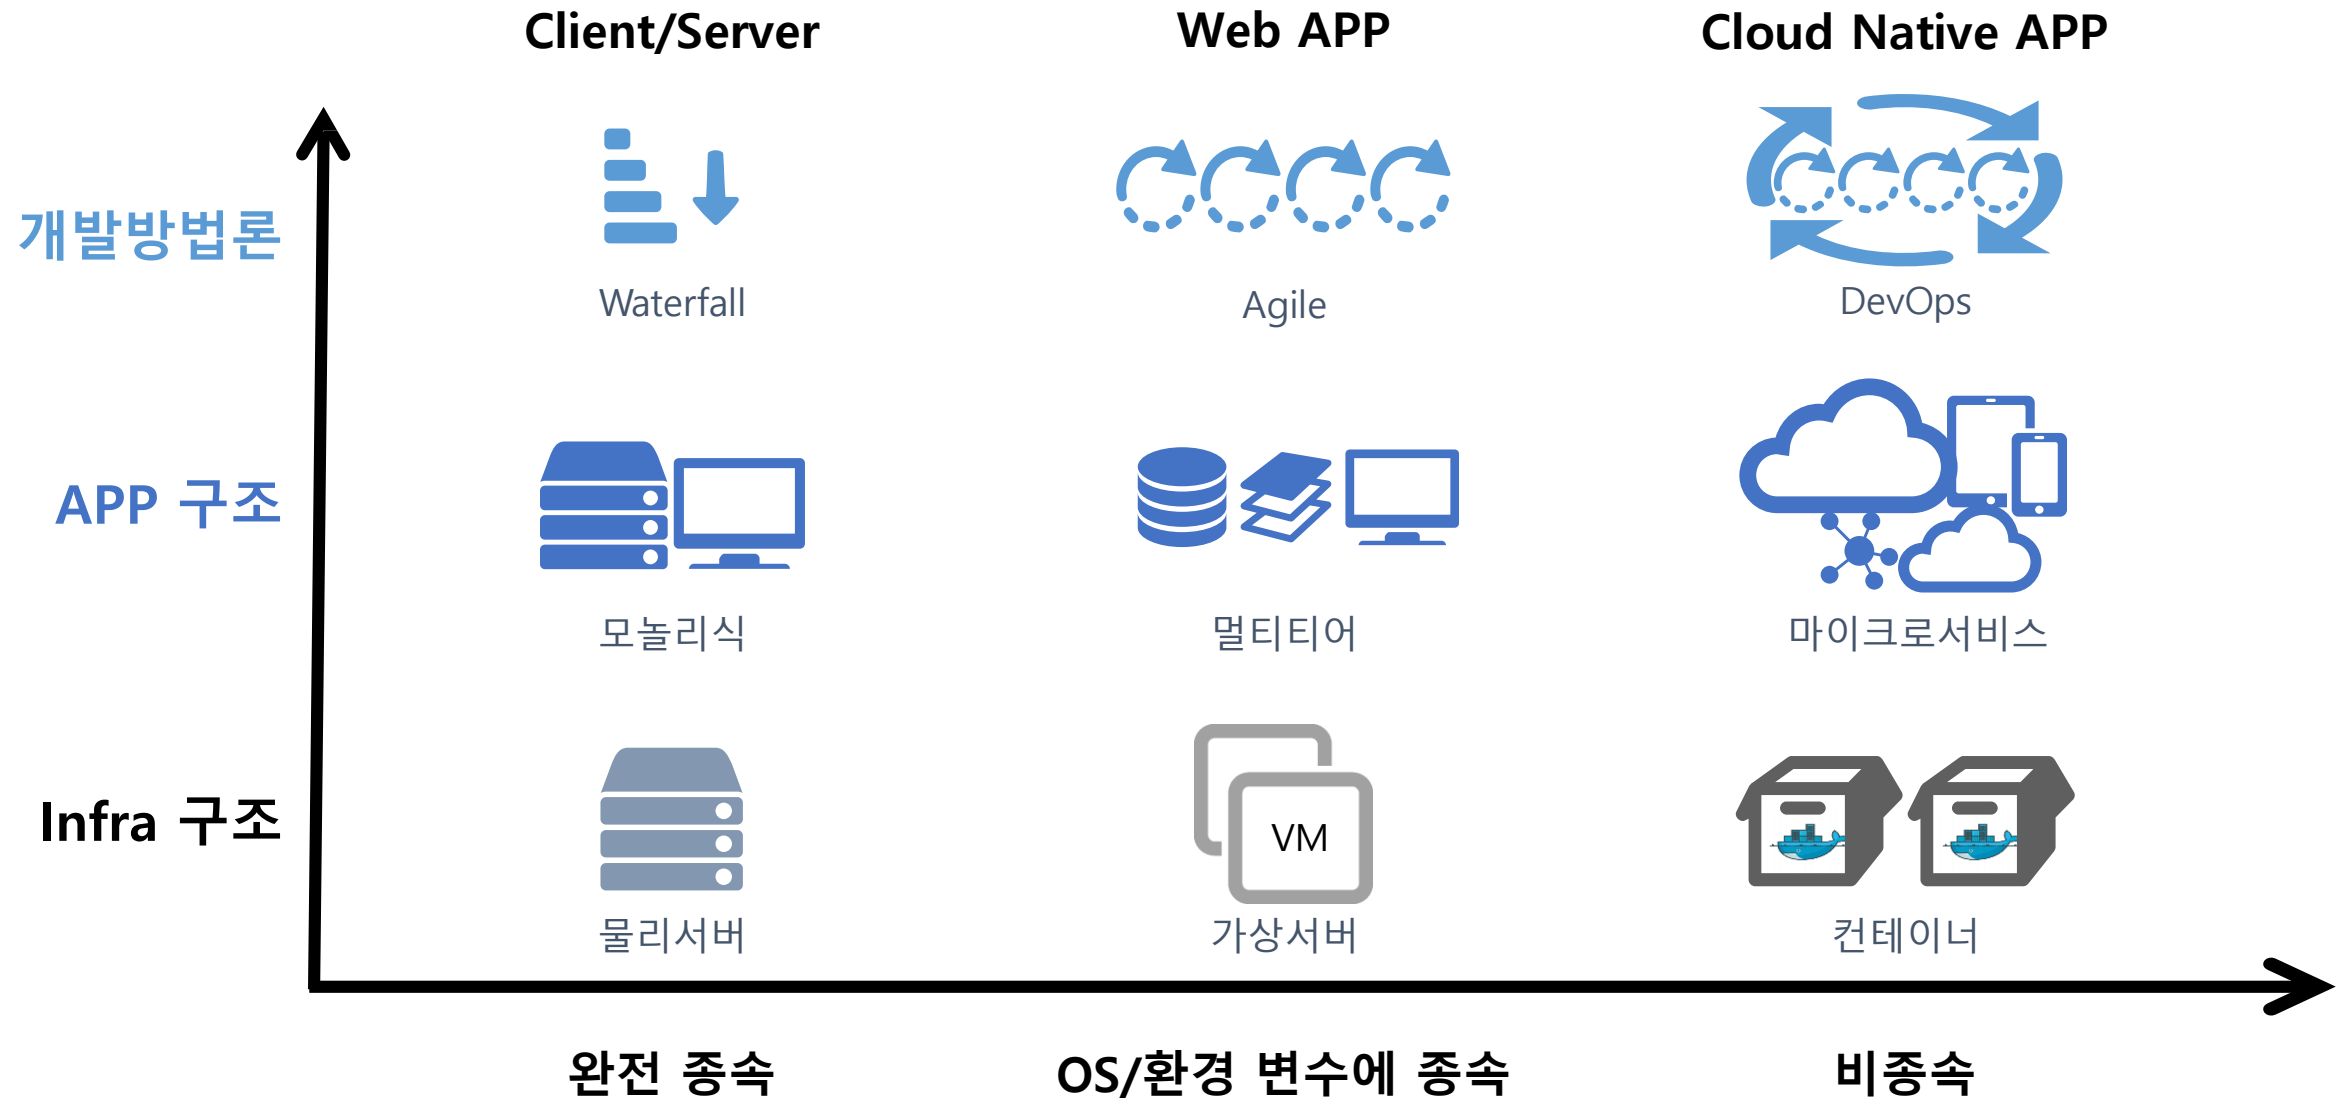 Client/Server
Web APP
Cloud Native APP
개발방법론
Waterfall
Agile
DevOps
APP 구조
모놀리식
멀티티어
마이크로서비스
Infra 구조
VM
물리서버
가상서버
컨테이너
완전 종속
OS/환경 변수에 종속
비종속